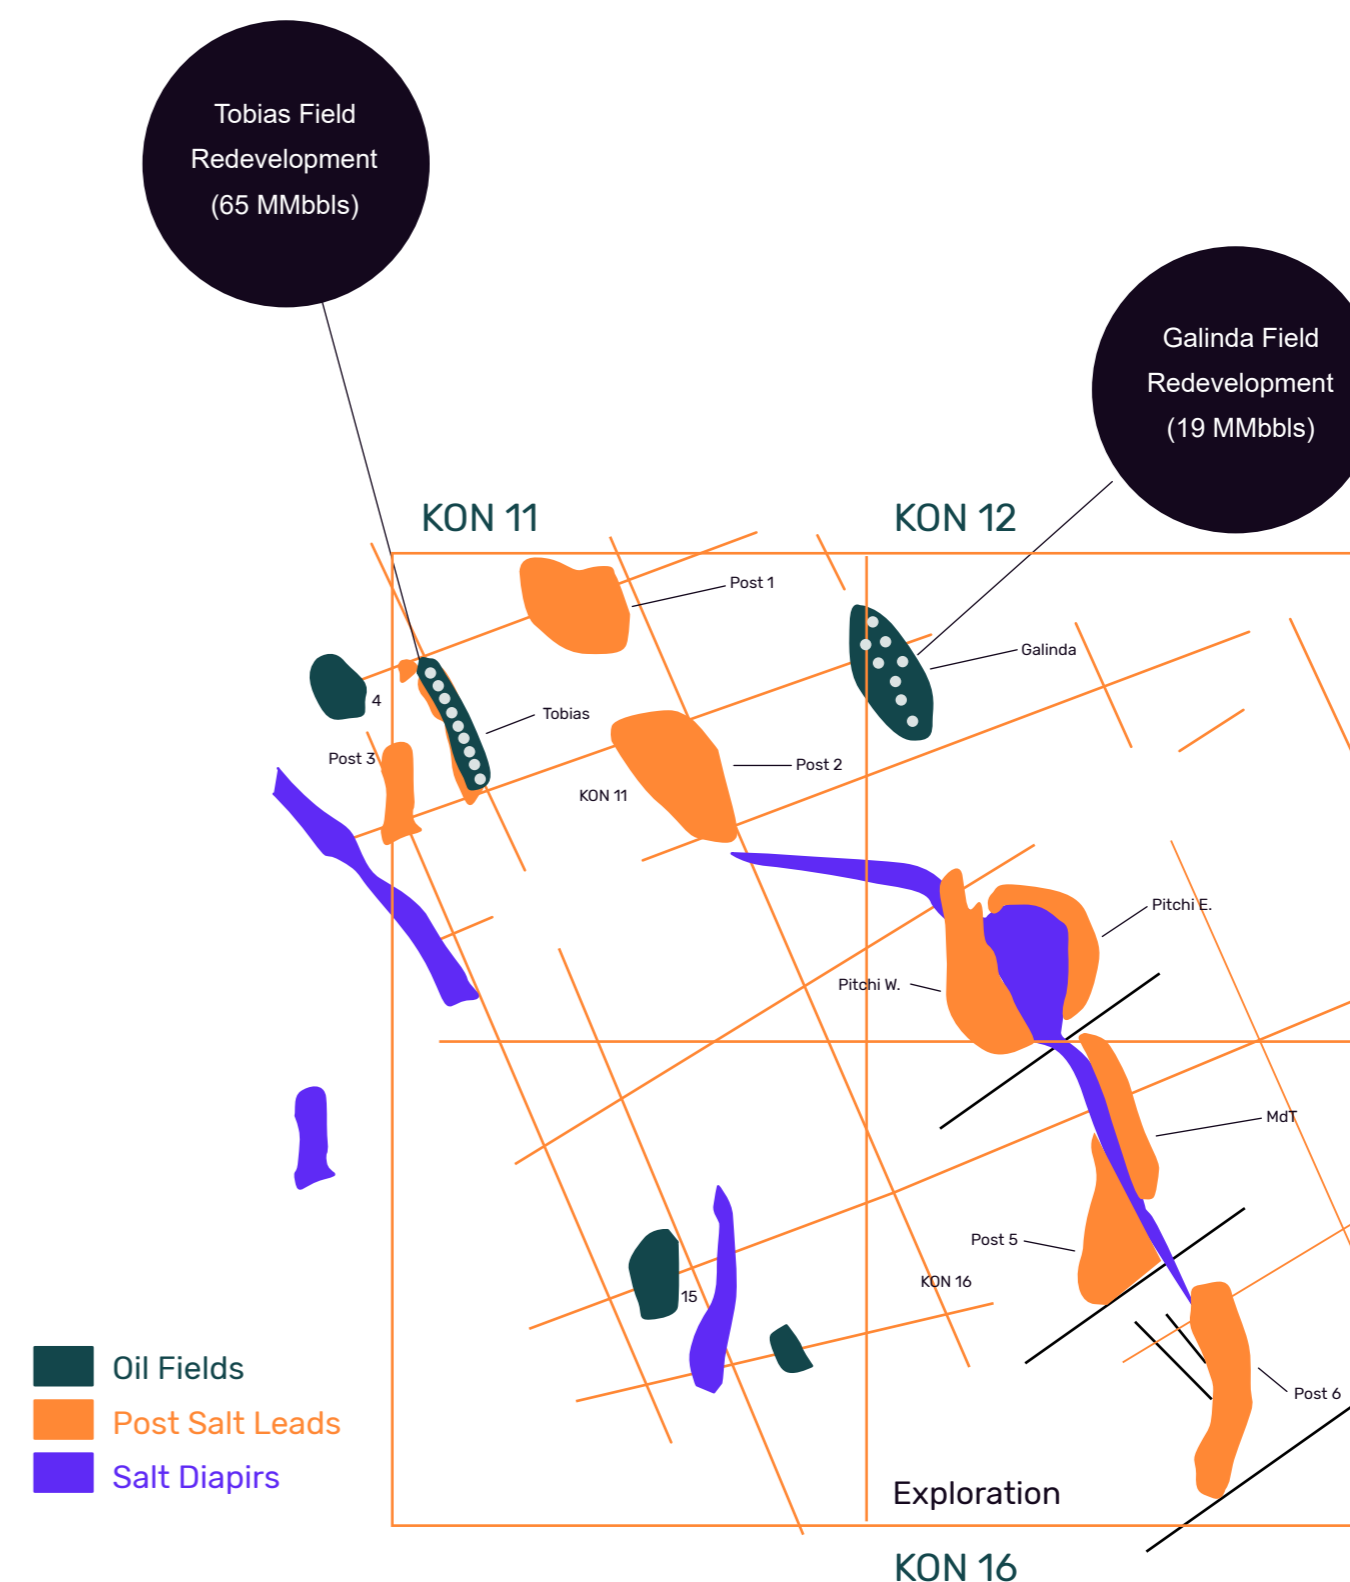 Tobias Field
Redevelopment
(65 MMbbls)
Galinda Field
Redevelopment
(19 MMbbls)
KON 11
KON 12
Post 1
Galinda
4
Tobias
Post 3
Post 2
KON 11
Pitchi E.
Pitchi W.
MdT
Post 5
KON 16
15
Oil Fields
Post 6
Post Salt Leads
Salt Diapirs
Exploration
KON 16